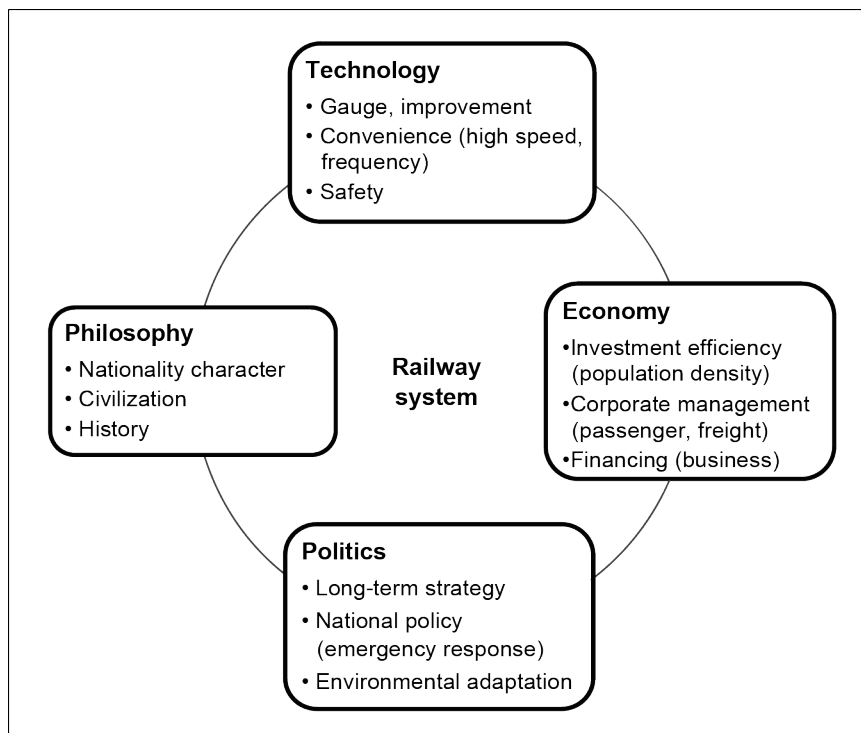 Technology
• Gauge, improvement
• Convenience (high speed,
frequency)
• Safety
Philosophy
• Nationality character
• Civilization
• History
Railway
system
Economy
•Investment efficiency
(population density)
•Corporate management
(passenger, freight)
•Financing (business)
Politics
• Long-term strategy
• National policy
(emergency response)
• Environmental adaptation